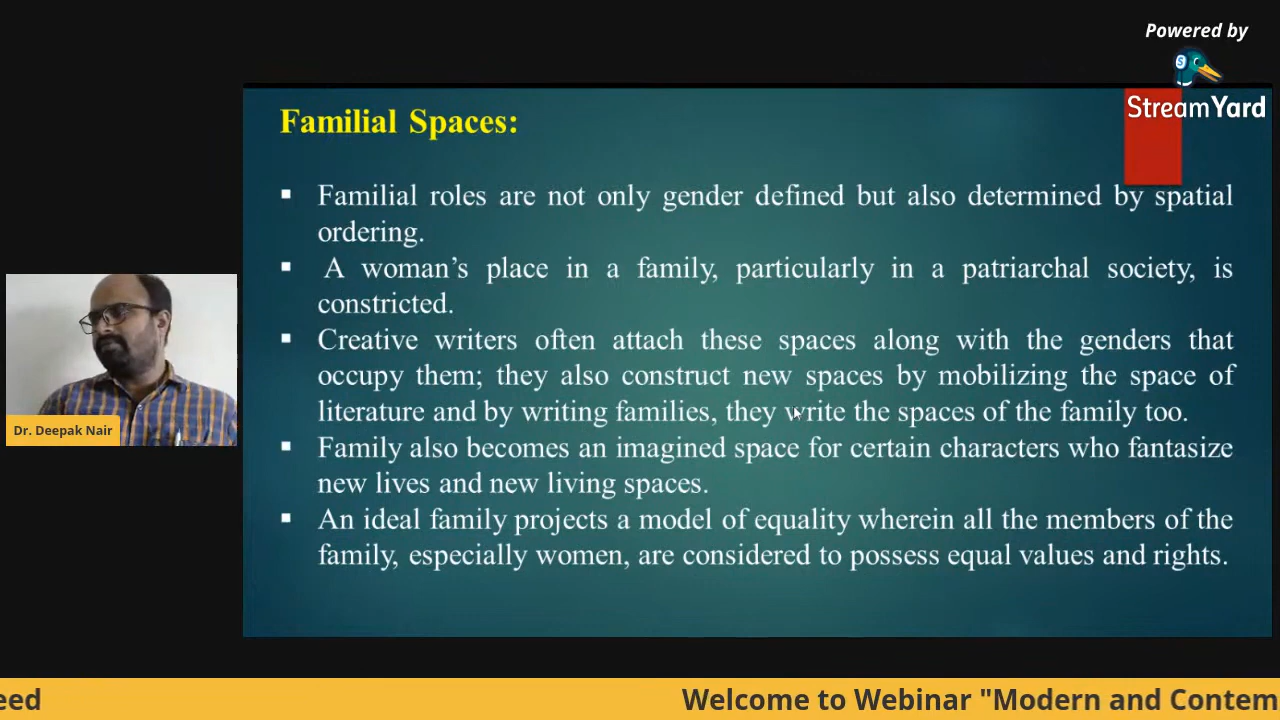 Powered by
StreamYard
Familial Spaces:
▪ Familial roles are not only gender defined but also determined by spatial
ordering.
▪ A woman's place in a family, particularly in a patriarchal society, is
constricted.
▪ Creative writers often attach these spaces along with the genders that
occupy them; they also construct new spaces by mobilizing the space of
literature and by writing families, they write the spaces of the family too.
▪ Family also becomes an imagined space for certain characters who fantasize
new lives and new living spaces.
▪ An ideal family projects a model of equality wherein all the members of the
family, especially women, are considered to possess equal values and rights.
Dr. Deepak Nair
eed Welcome to Webinar "Modern and Contem